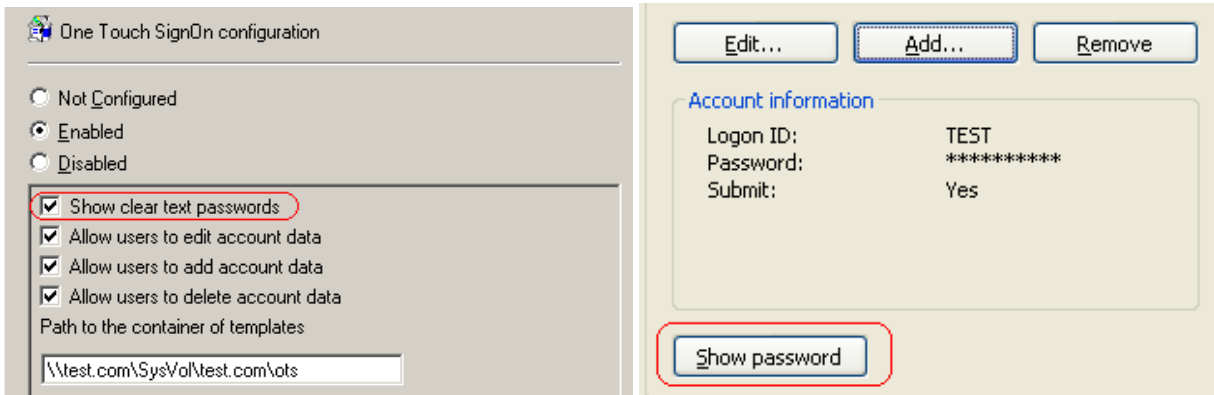 One Touch SignOn configuration
Not Configured
Enabled
Disabled
Show clear text passwords
Allow users to edit account data
Allow users to add account data
Allow users to delete account data
Path to the container of templates
\\test.com\SysVol\test.com\ots
Edit... Add... Remove
Account information
Logon ID: TEST
Password: **********
Submit: Yes
Show password